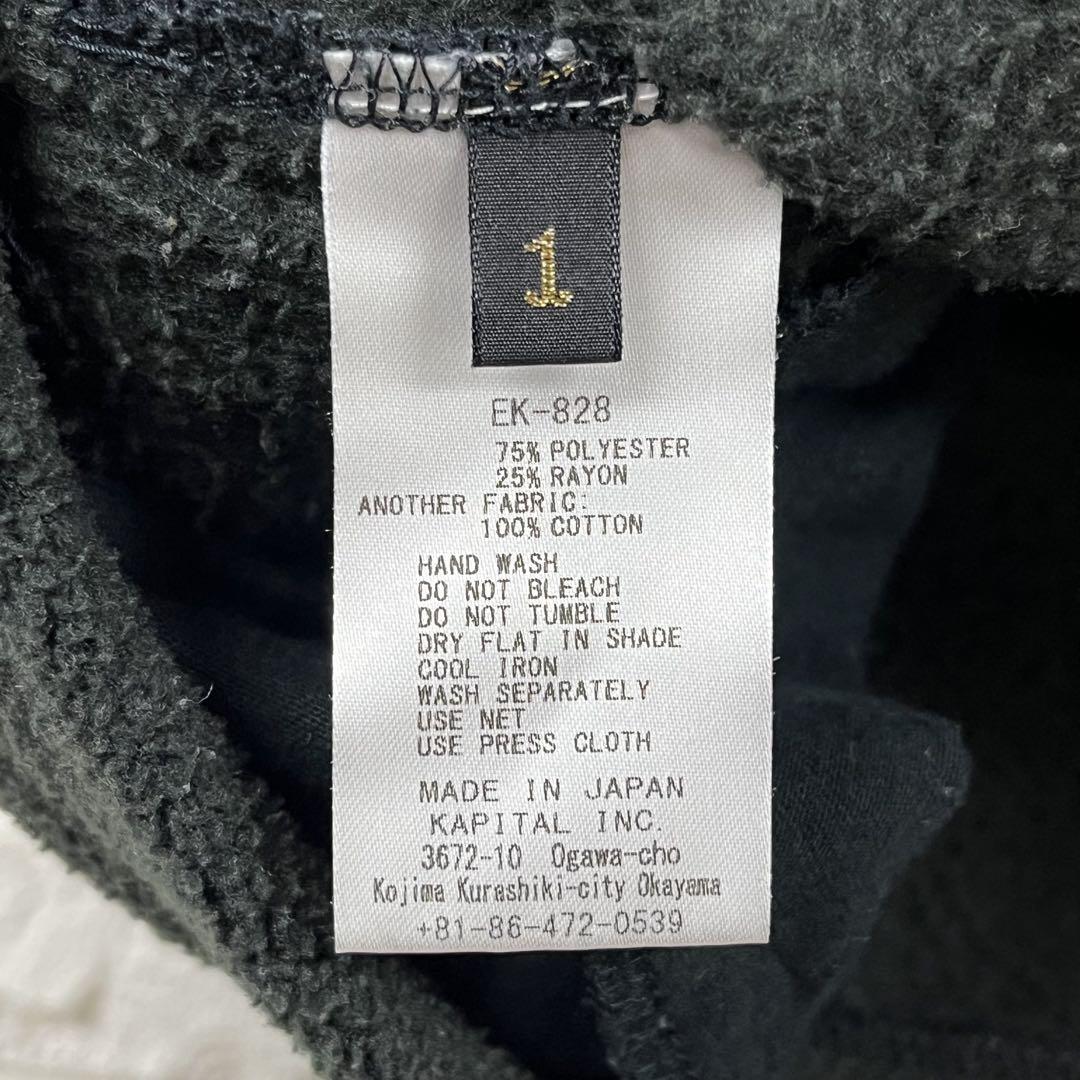 1
EK-828
75% POLYESTER
25% RAYON
ANOTHER FABRIC:
100% COTTON
HAND WASH
DO NOT BLEACH
DO NOT TUMBLE
DRY FLAT IN SHADE
COOL IRON
WASH SEPARATELY
USE NET
USE PRESS CLOTH
MADE IN JAPAN
KAPITAL INC.
3672-10 Ogawa-cho
Kojima Kurashiki-city Okayama
+81-86-472-0539